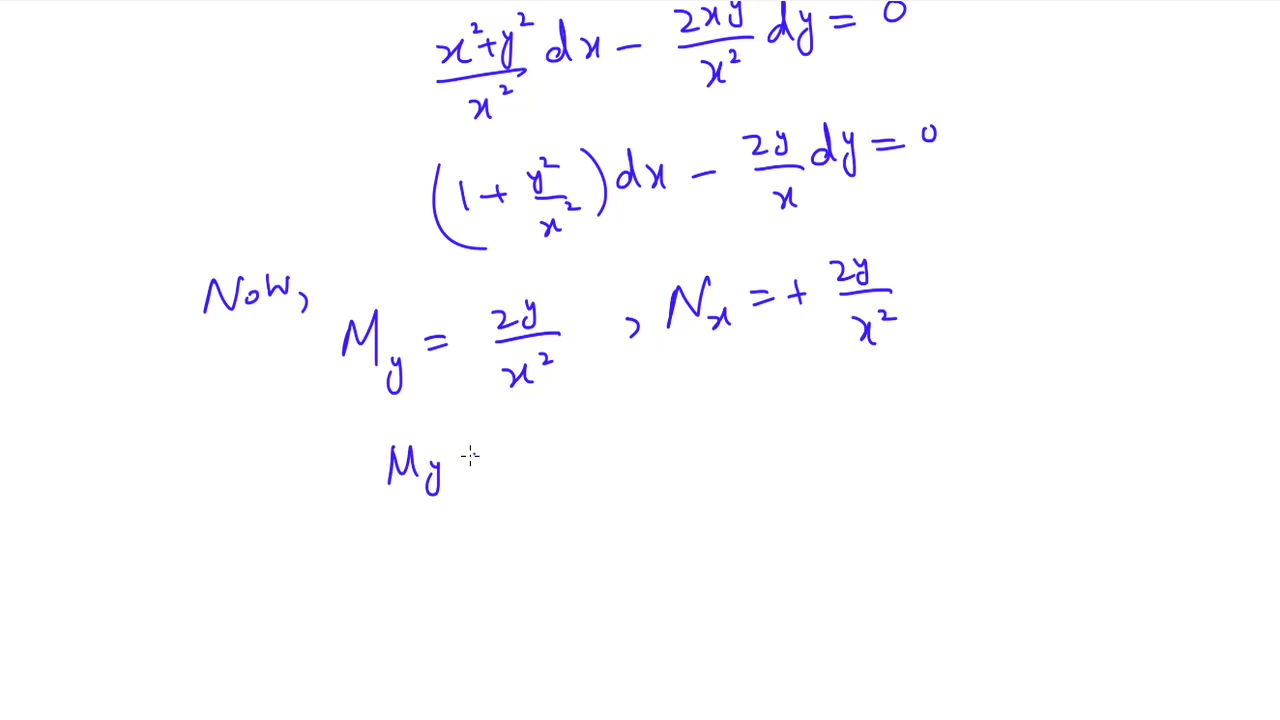 (x²+y²)/x² dx − 2xy/x² dy = 0
(1 + y²/x²) dx − 2y/x dy = 0
Now,
My = 2y/x² , Nx = + 2y/x²
My